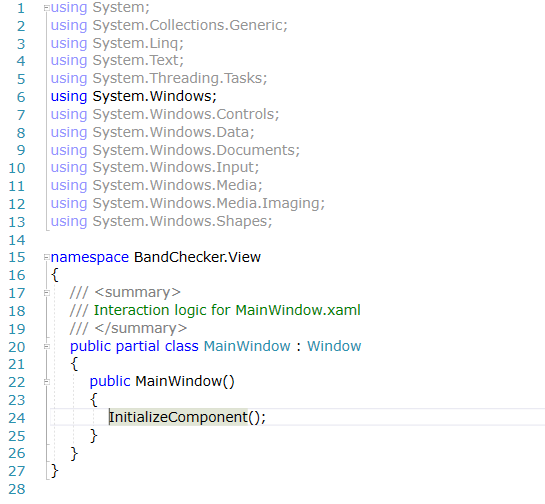 1 using System;
2 using System.Collections.Generic;
3 using System.Linq;
4 using System.Text;
5 using System.Threading.Tasks;
6 using System.Windows;
7 using System.Windows.Controls;
8 using System.Windows.Data;
9 using System.Windows.Documents;
10 using System.Windows.Input;
11 using System.Windows.Media;
12 using System.Windows.Media.Imaging;
13 using System.Windows.Shapes;
14
15 namespace BandChecker.View
16 {
17 /// <summary>
18 /// Interaction logic for MainWindow.xaml
19 /// </summary>
20 public partial class MainWindow : Window
21 {
22 public MainWindow()
23 {
24 InitializeComponent();
25 }
26 }
27 }
28